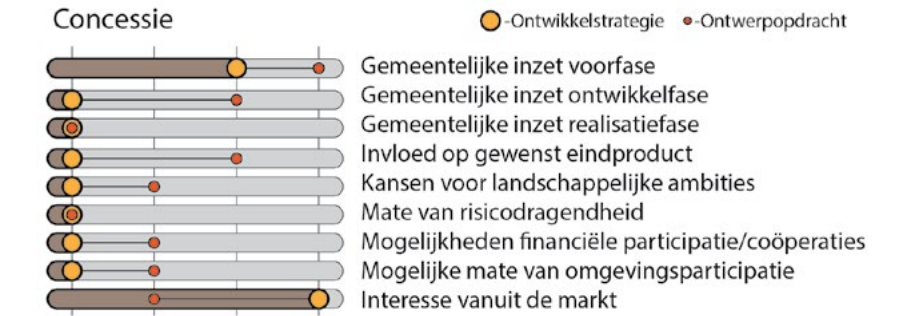 Concessie
-Ontwikkelstrategie -Ontwerpopdracht
Gemeentelijke inzet voorfase
Gemeentelijke inzet ontwikkelfase
Gemeentelijke inzet realisatiefase
Invloed op gewenst eindproduct
Kansen voor landschappelijke ambities
Mate van risicodragendheid
Mogelijkheden financiële participatie/coöperaties
Mogelijke mate van omgevingsparticipatie
Interesse vanuit de markt